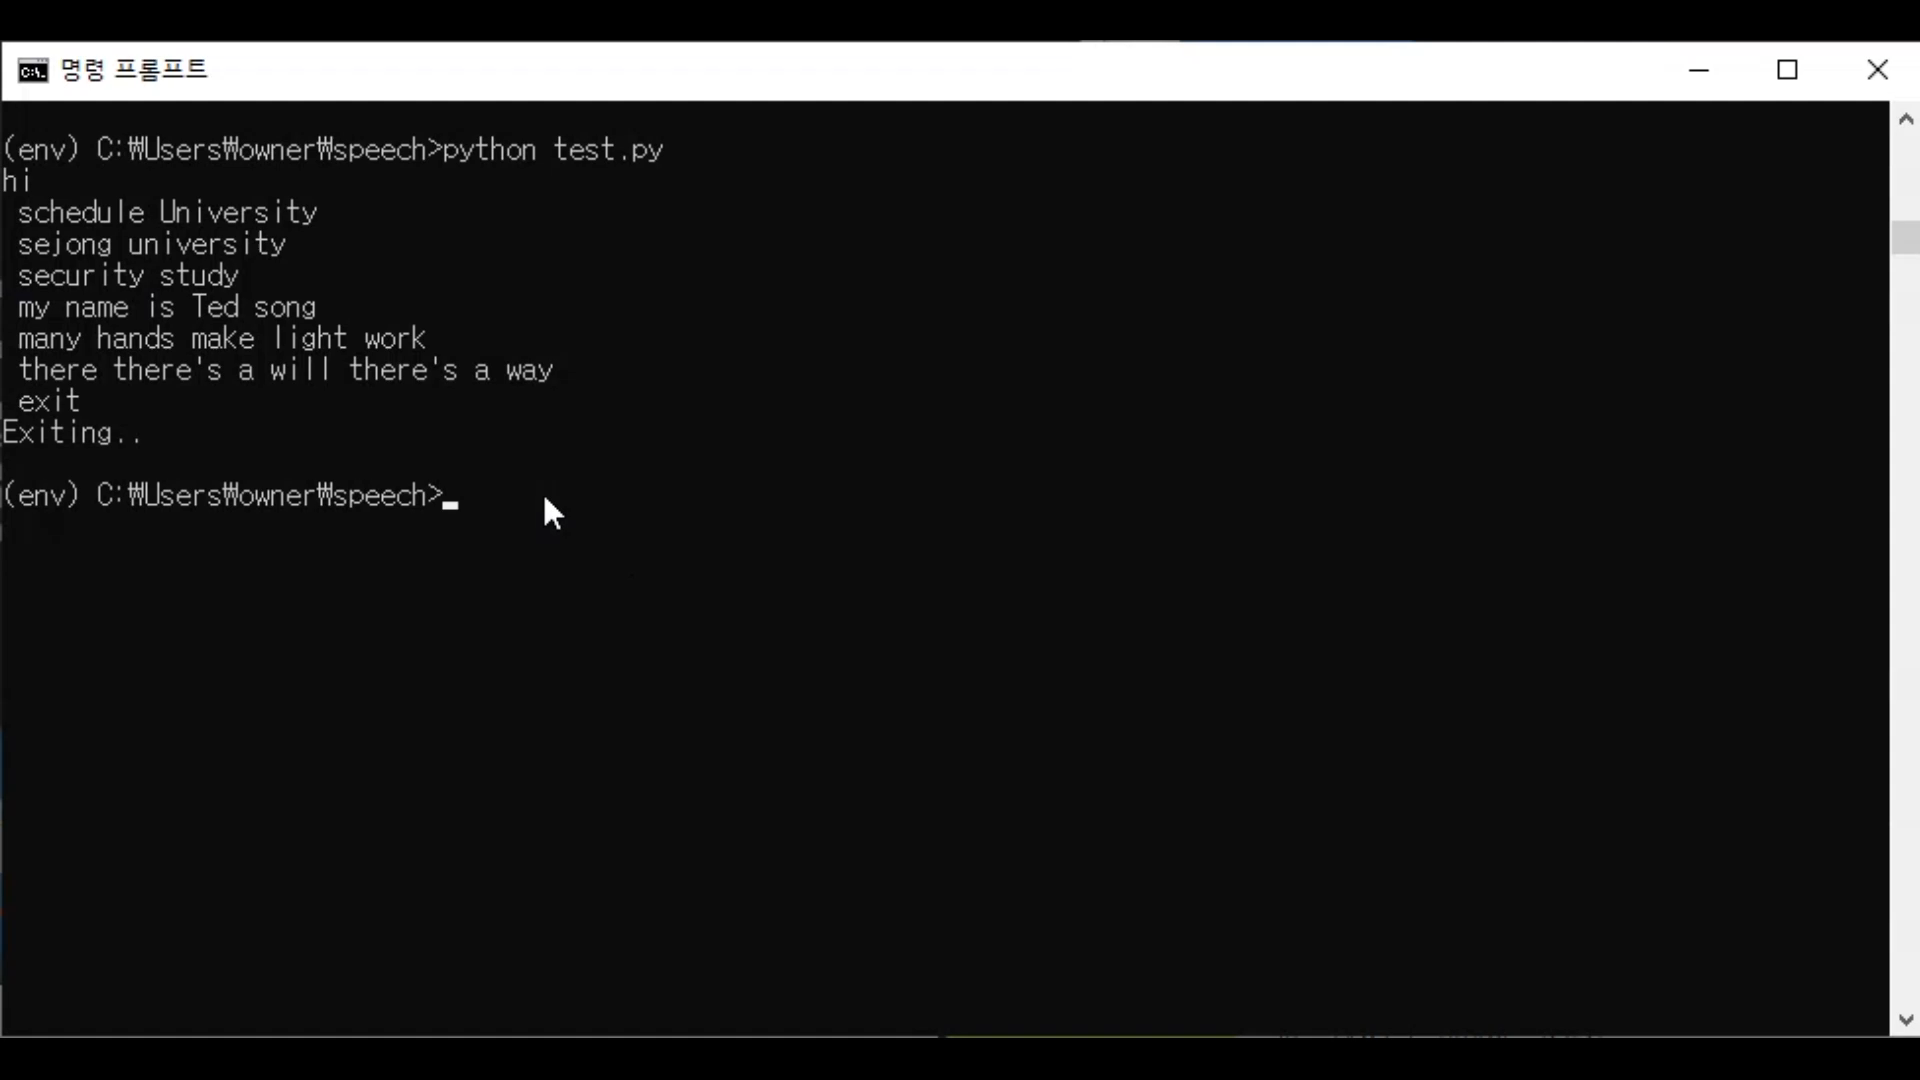 명령 프롬프트
(env) C:₩Users₩owner₩speech>python test.py
hi
schedule University
sejong university
security study
my name is Ted song
many hands make light work
there there's a will there's a way
exit
Exiting..
(env) C:₩Users₩owner₩speech>